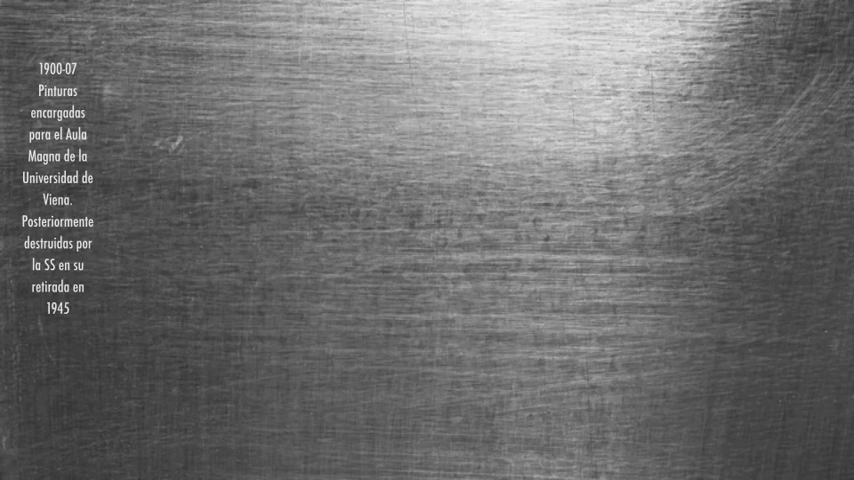 1900-07
Pinturas
encargadas
para el Aula
Magna de la
Universidad de
Viena.
Posteriormente
destruidas por
la SS en su
retirada en
1945